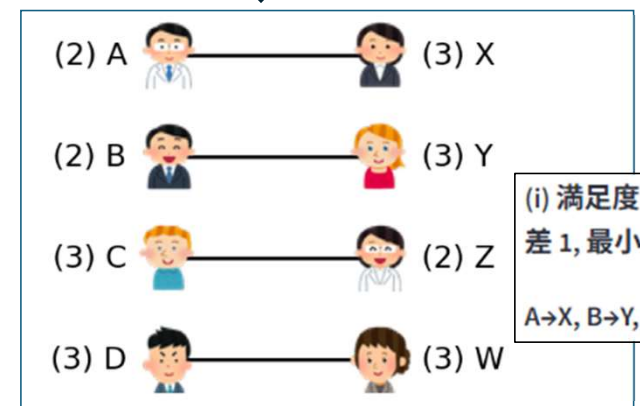 (2) A (3) X
(2) B (3) Y
(3) C (2) Z
(3) D (3) W
(i) 満足度
差 1, 最小
A→X, B→Y,